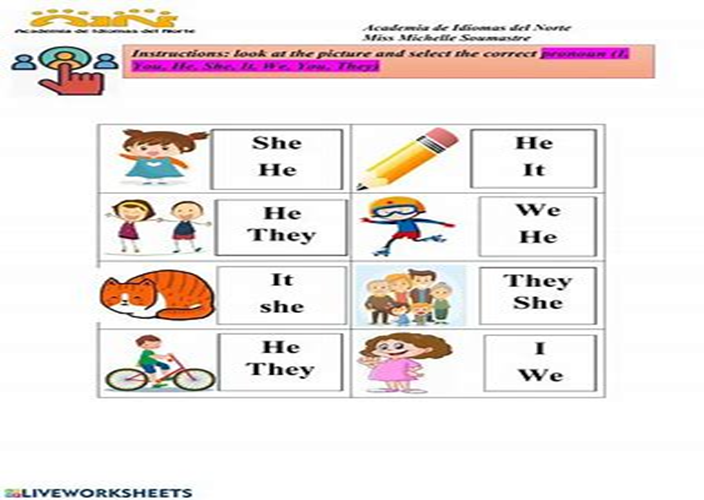 Academia de Idiomas del Norte
Academia de Idiomas del Norte
Miss Michelle Soumastre
Instructions: look at the picture and select the correct pronoun (I,
You, He, She, It, We, You, They)
She
He
He
It
He
They
We
He
It
she
They
She
He
They
I
We
LIVEWORKSHEETS